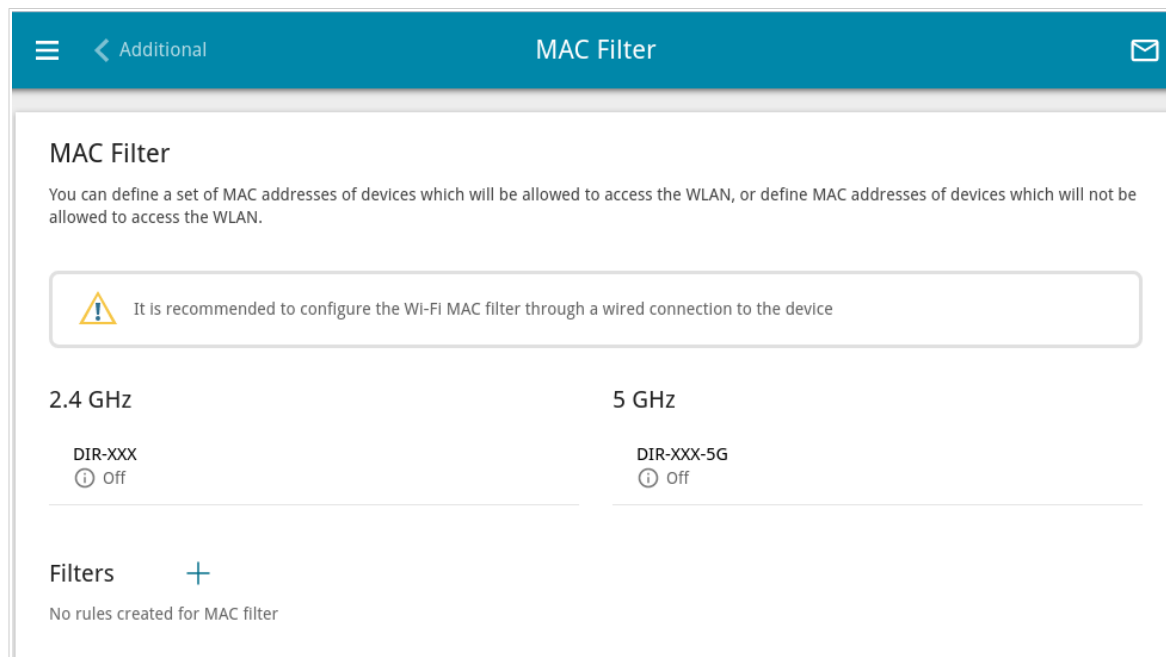 Additional
MAC Filter
MAC Filter
You can define a set of MAC addresses of devices which will be allowed to access the WLAN, or define MAC addresses of devices which will not be
allowed to access the WLAN.
It is recommended to configure the Wi-Fi MAC filter through a wired connection to the device
2.4 GHz
5 GHz
DIR-XXX
DIR-XXX-5G
Off
Off
Filters
No rules created for MAC filter